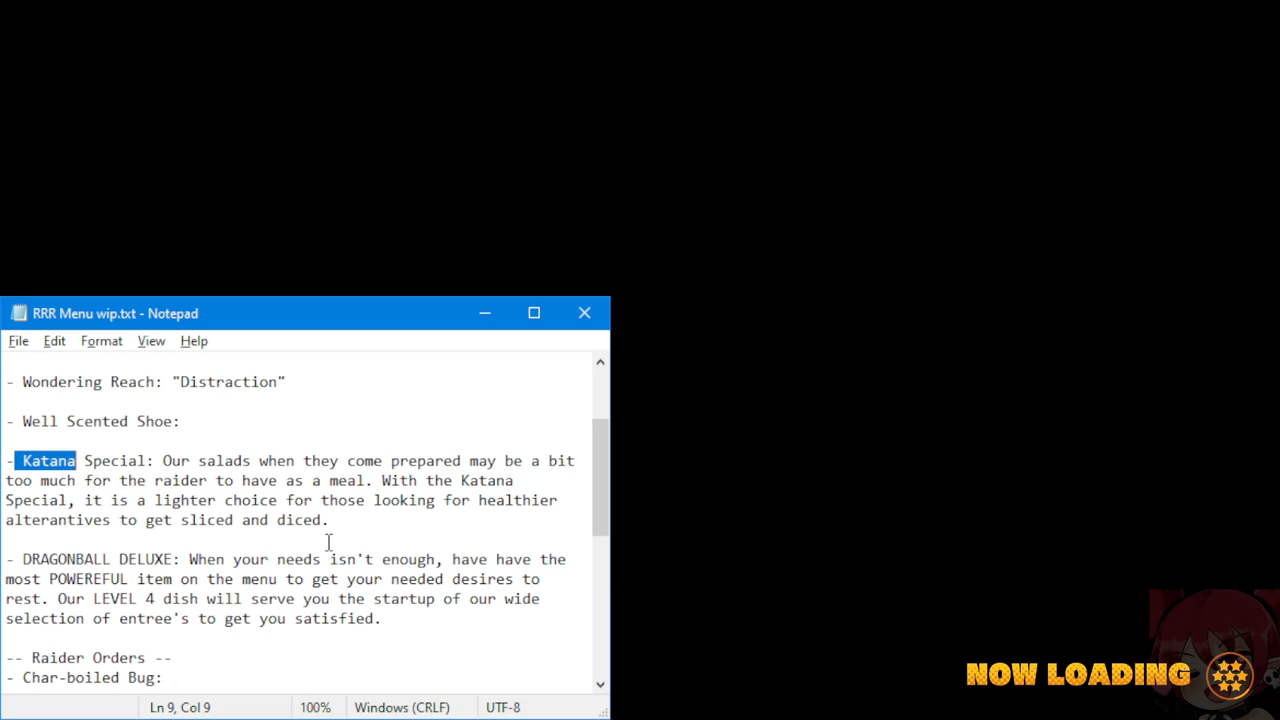 RRR Menu wip.txt - Notepad
File Edit Format View Help
- Wondering Reach: "Distraction"
- Well Scented Shoe:
- Katana Special: Our salads when they come prepared may be a bit
too much for the raider to have as a meal. With the Katana
Special, it is a lighter choice for those looking for healthier
alterantives to get sliced and diced.
- DRAGONBALL DELUXE: When your needs isn't enough, have have the
most POWEREFUL item on the menu to get your needed desires to
rest. Our LEVEL 4 dish will serve you the startup of our wide
selection of entree's to get you satisfied.
-- Raider Orders --
- Char-boiled Bug:
Ln 9, Col 9 100% Windows (CRLF) UTF-8
NOW LOADING